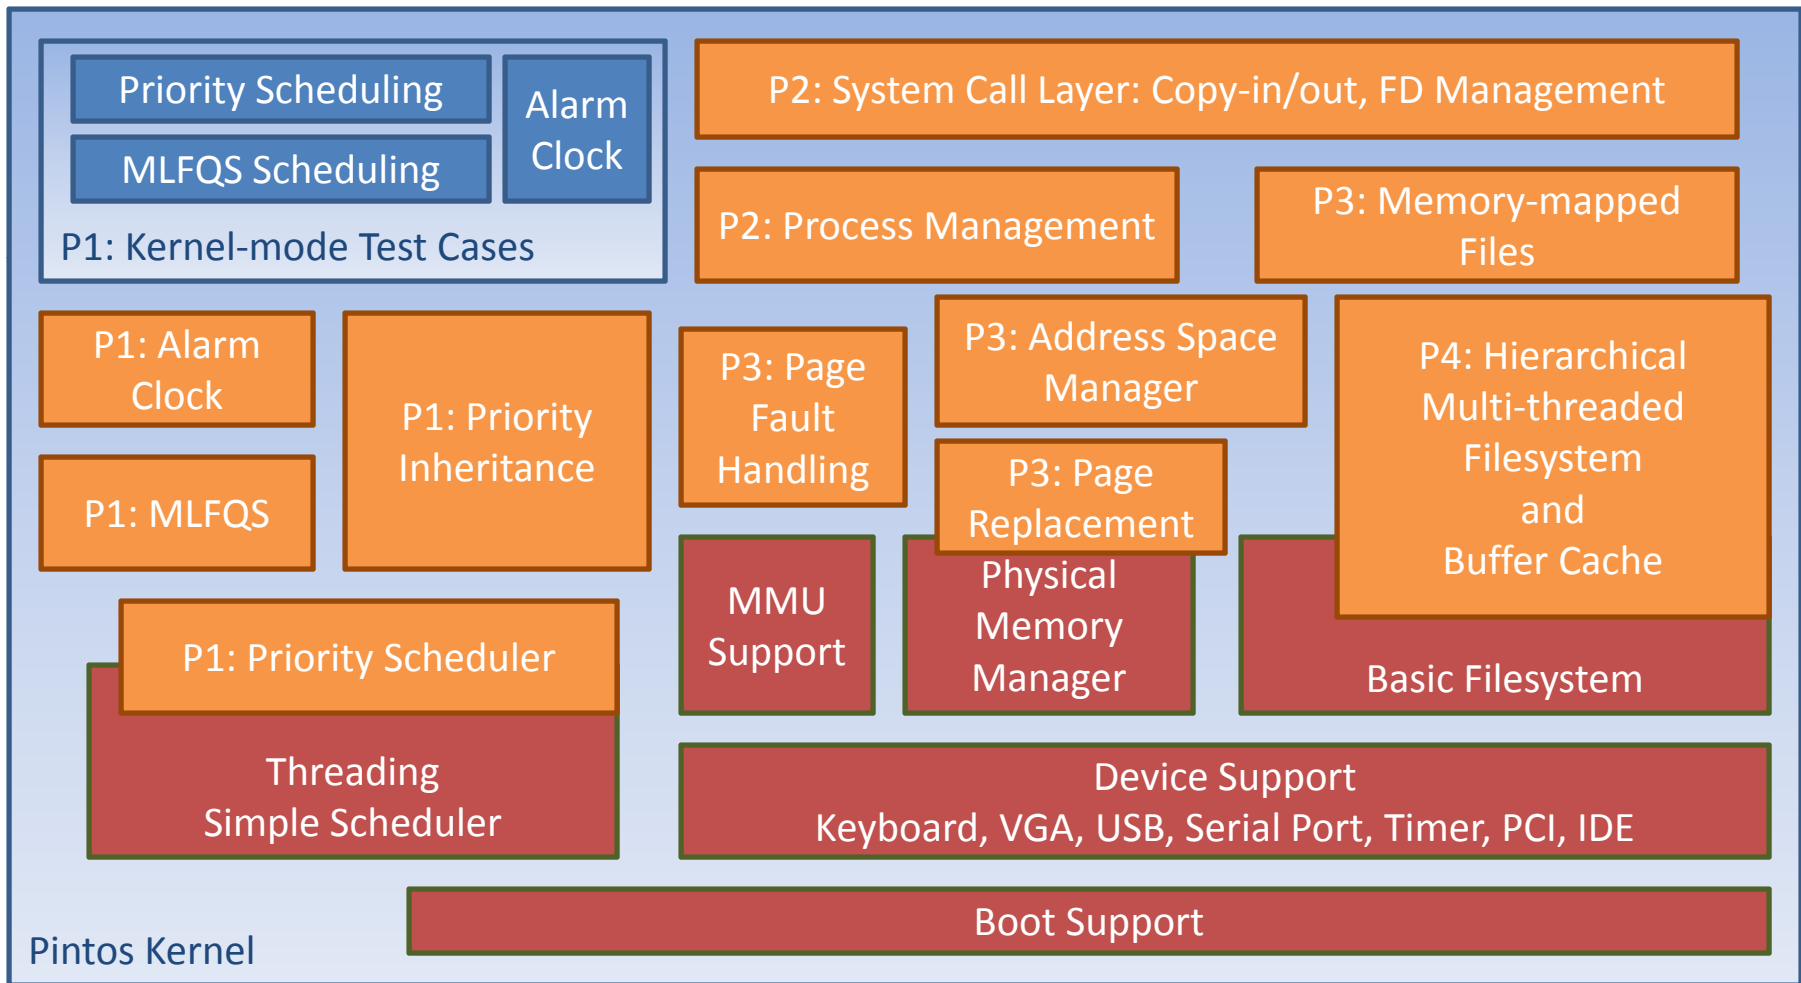 Priority Scheduling
MLFQS Scheduling
Alarm
Clock
P1: Kernel-mode Test Cases
P2: System Call Layer: Copy-in/out, FD Management
P2: Process Management
P3: Memory-mapped
Files
P1: Alarm
Clock
P1: MLFQS
P1: Priority
Inheritance
P3: Page
Fault
Handling
P3: Address Space
Manager
P3: Page
Replacement
P4: Hierarchical
Multi-threaded
Filesystem
and
Buffer Cache
P1: Priority Scheduler
Threading
Simple Scheduler
MMU
Support
Physical
Memory
Manager
Basic Filesystem
Device Support
Keyboard, VGA, USB, Serial Port, Timer, PCI, IDE
Boot Support
Pintos Kernel